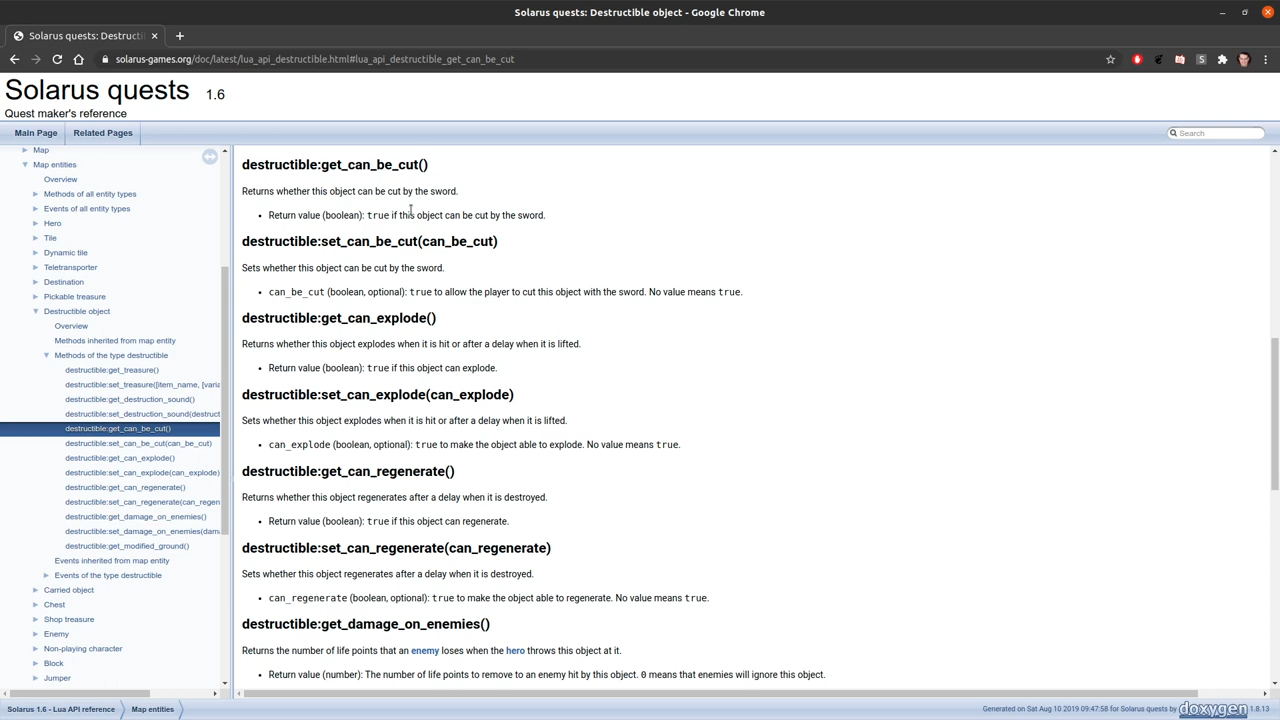 Solarus quests: Destructible object - Google Chrome
Solarus quests: Destructi
solarus-games.org/doc/latest/lua_api_destructible.html#lua_api_destructible_get_can_be_cut
Solarus quests 1.6
Quest maker's reference
Main Page
Related Pages
Search
Map
Map entities
Overview
Methods of all entity types
Events of all entity types
Hero
Tile
Dynamic tile
Teletransporter
Destination
Pickable treasure
Destructible object
Overview
Methods inherited from map entity
Methods of the type destructible
destructible:get_treasure()
destructible:set_treasure([item_name, [varia
destructible:get_destruction_sound()
destructible:set_destruction_sound(destruct
destructible:get_can_be_cut()
destructible:set_can_be_cut(can_be_cut)
destructible:get_can_explode()
destructible:set_can_explode(can_explode)
destructible:get_can_regenerate()
destructible:set_can_regenerate(can_regen
destructible:get_damage_on_enemies()
destructible:set_damage_on_enemies(dama
destructible:get_modified_ground()
Events inherited from map entity
Events of the type destructible
Carried object
Chest
Shop treasure
Enemy
Non-playing character
Block
Jumper
destructible:get_can_be_cut()
Returns whether this object can be cut by the sword.
• Return value (boolean): true if this object can be cut by the sword.
destructible:set_can_be_cut(can_be_cut)
Sets whether this object can be cut by the sword.
• can_be_cut (boolean, optional): true to allow the player to cut this object with the sword. No value means true.
destructible:get_can_explode()
Returns whether this object explodes when it is hit or after a delay when it is lifted.
• Return value (boolean): true if this object can explode.
destructible:set_can_explode(can_explode)
Sets whether this object explodes when it is hit or after a delay when it is lifted.
• can_explode (boolean, optional): true to make the object able to explode. No value means true.
destructible:get_can_regenerate()
Returns whether this object regenerates after a delay when it is destroyed.
• Return value (boolean): true if this object can regenerate.
destructible:set_can_regenerate(can_regenerate)
Sets whether this object regenerates after a delay when it is destroyed.
• can_regenerate (boolean, optional): true to make the object able to regenerate. No value means true.
destructible:get_damage_on_enemies()
Returns the number of life points that an enemy loses when the hero throws this object at it.
• Return value (number): The number of life points to remove to an enemy hit by this object. 0 means that enemies will ignore this object.
Solarus 1.6 - Lua API reference
Map entities
Generated on Sat Aug 10 2019 09:47:58 for Solarus quests by doxygen 1.8.13